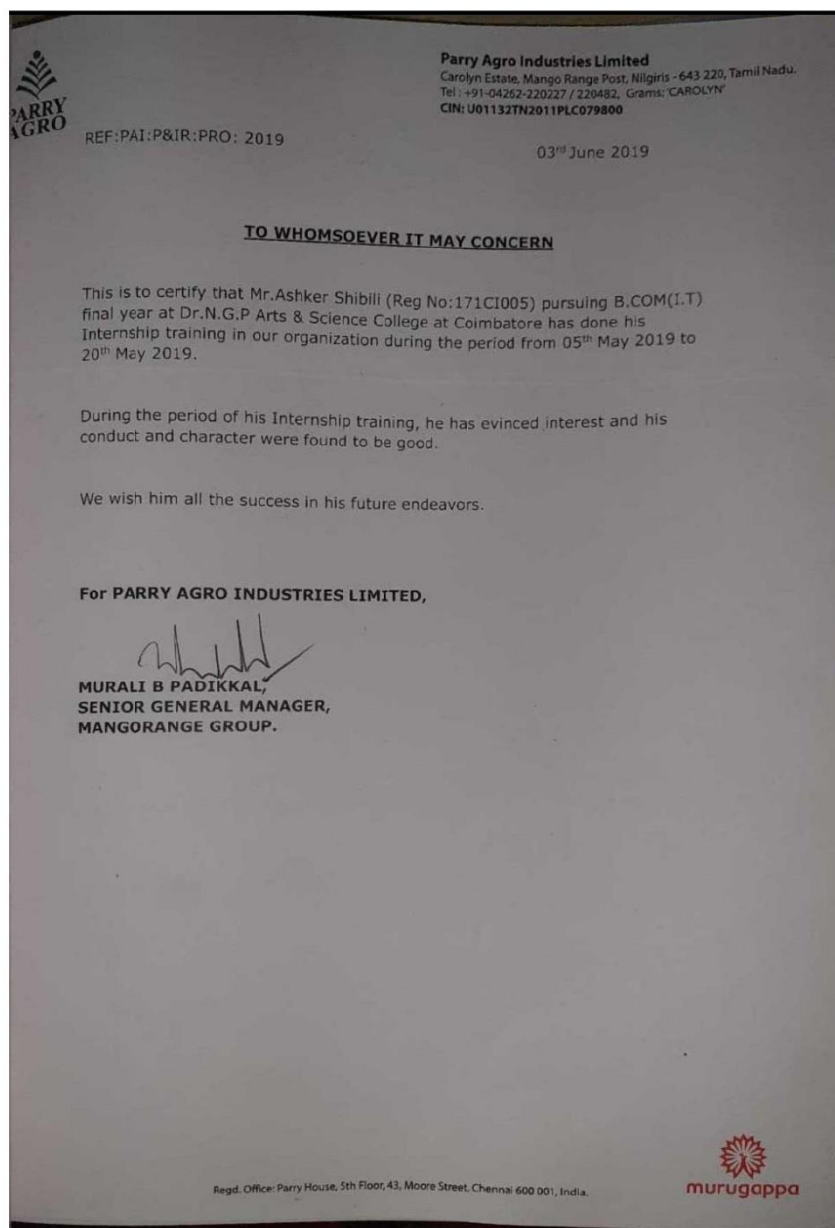 PARRY
AGRO
Parry Agro Industries Limited
Carolyn Estate, Mango Range Post, Nilgiris - 643 220, Tamil Nadu.
Tel : +91-04262-220227 / 220482, Grams: 'CAROLYN'
CIN: U01132TN2011PLC079800
REF:PAI:P&IR:PRO: 2019
03rd June 2019
TO WHOMSOEVER IT MAY CONCERN
This is to certify that Mr.Ashker Shibili (Reg No:171CI005) pursuing B.COM(I.T)
final year at Dr.N.G.P Arts & Science College at Coimbatore has done his
Internship training in our organization during the period from 05th May 2019 to
20th May 2019.
During the period of his Internship training, he has evinced interest and his
conduct and character were found to be good.
We wish him all the success in his future endeavors.
For PARRY AGRO INDUSTRIES LIMITED,
MURALI B PADIKKAL,
SENIOR GENERAL MANAGER,
MANGORANGE GROUP.
murugappa
Regd. Office: Parry House, 5th Floor, 43, Moore Street, Chennai 600 001, India.